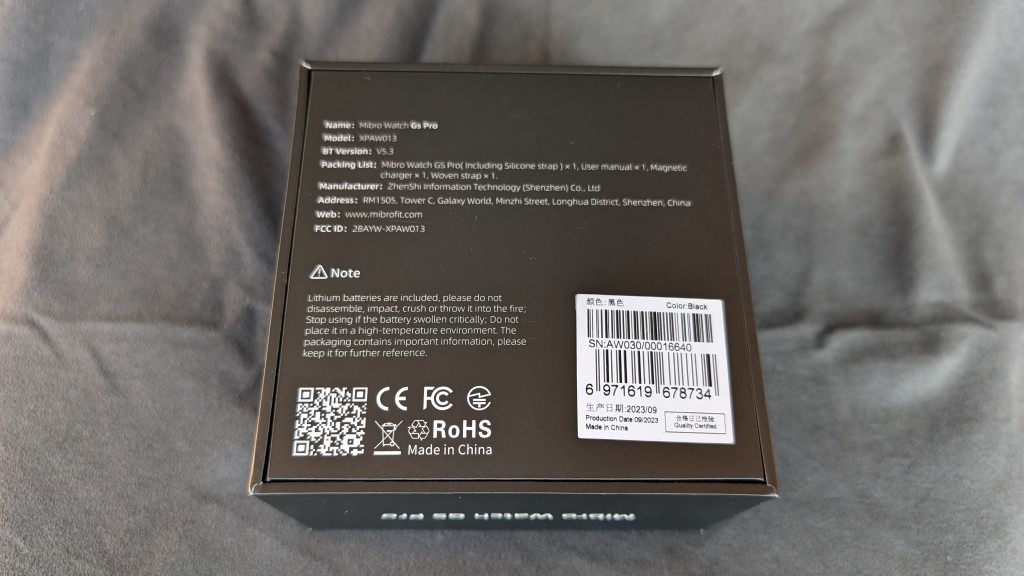 Name: Mibro Watch Gs Pro
Model: XPAW013
BT Version: V5.3
Packing List: Mibro Watch GS Pro( Including Silicone strap ) × 1, User manual × 1, Magnetic
charger × 1, Woven strap × 1.
Manufacturer: ZhenShi Information Technology (Shenzhen) Co., Ltd
Address: RM1505, Tower C, Galaxy World, Minzhi Street, Longhua District, Shenzhen, China
Web: www.mibrofit.com
FCC ID: 2BAYW-XPAW013
Note
Lithium batteries are included, please do not
disassemble, impact, crush or throw it into the fire;
Stop using if the battery swollen critically; Do not
place it in a high-temperature environment. The
packaging contains important information, please
keep it for further reference.
CE FC
RoHS
Made in China
颜色:黑色 Color:Black
SN:AW030/00016640
6 971619 678734
生产日期:2023/09
Production Date:09/2023
Made in China
合格证已检验
Quality Certified
Mibro Watch GS Pro